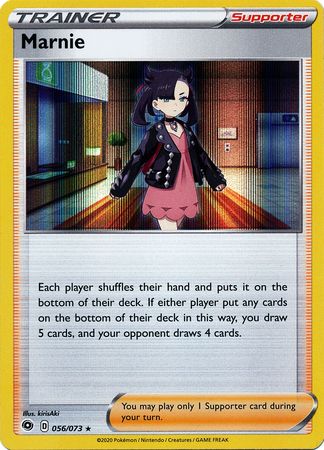 TRAINER
Supporter
Marnie
Each player shuffles their hand and puts it on
the bottom of their deck. If either player put any cards
on the bottom of their deck in this way, you draw
5 cards, and your opponent draws 4 cards.
Illus. kirisAki
D 056/073 ★
You may play only 1 Supporter card during
your turn.
©2020 Pokémon / Nintendo / Creatures / GAME FREAK